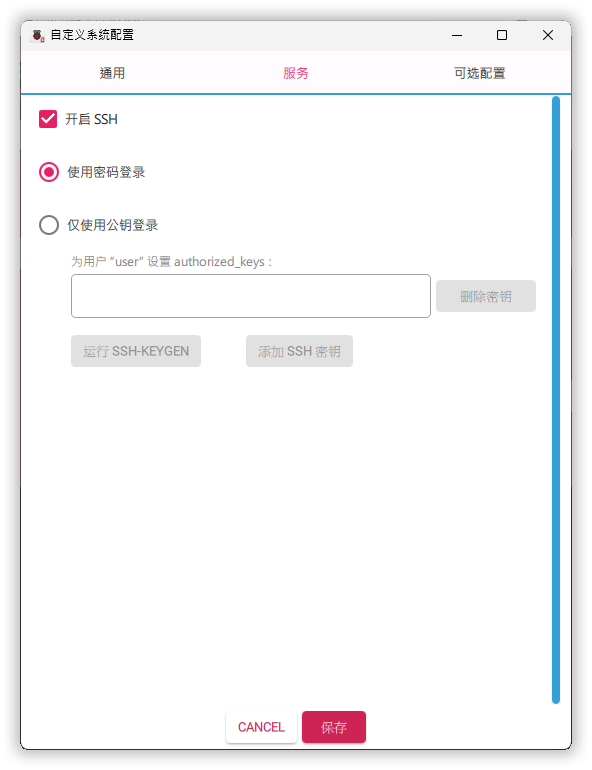 自定义系统配置
通用 服务 可选配置
开启 SSH
使用密码登录
仅使用公钥登录
为用户 “user” 设置 authorized_keys：
删除密钥
运行 SSH-KEYGEN 添加 SSH 密钥
CANCEL 保存